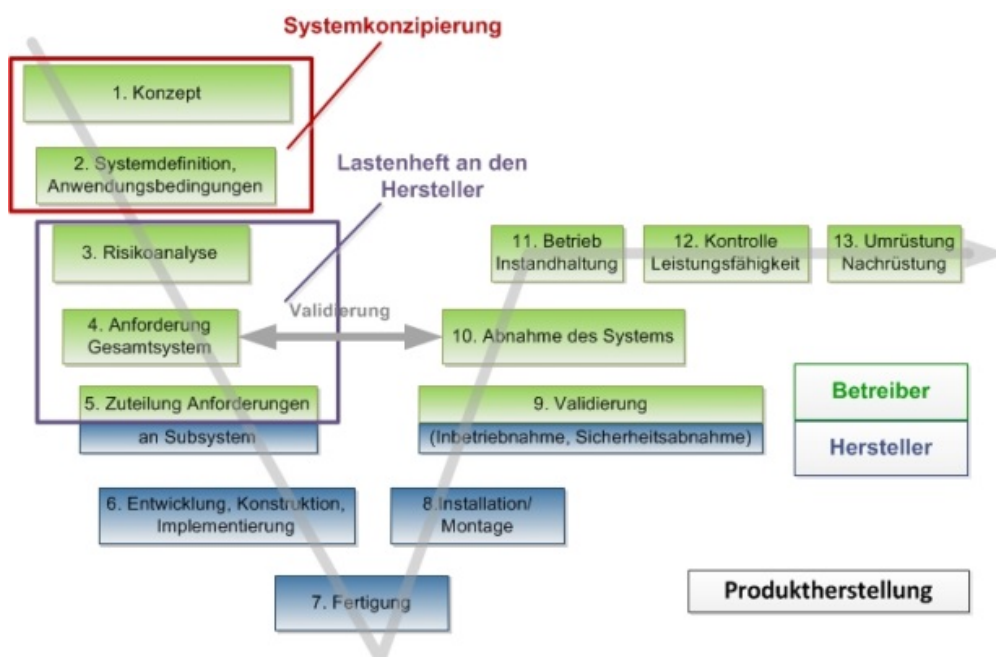 Systemkonzipierung
1. Konzept
2. Systemdefinition,
Anwendungsbedingungen
Lastenheft an den
Hersteller
3. Risikoanalyse
11. Betrieb
Instandhaltung
12. Kontrolle
Leistungsfähigkeit
13. Umrüstung
Nachrüstung
Validierung
4. Anforderung
Gesamtsystem
10. Abnahme des Systems
5. Zuteilung Anforderungen
an Subsystem
9. Validierung
(Inbetriebnahme, Sicherheitsabnahme)
Betreiber
Hersteller
6. Entwicklung, Konstruktion,
Implementierung
8.Installation/
Montage
7. Fertigung
Produktherstellung